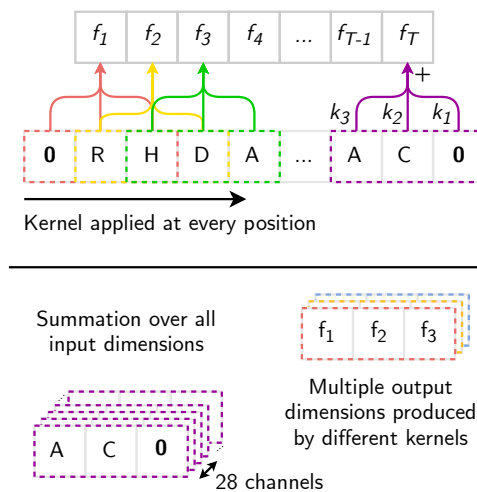 f1 f2 f3 f4 ... fT-1 fT
+
k3 k2 k1
0 R H D A ... A C 0
Kernel applied at every position
Summation over all
input dimensions
A C 0
28 channels
f1 f2 f3
Multiple output
dimensions produced
by different kernels